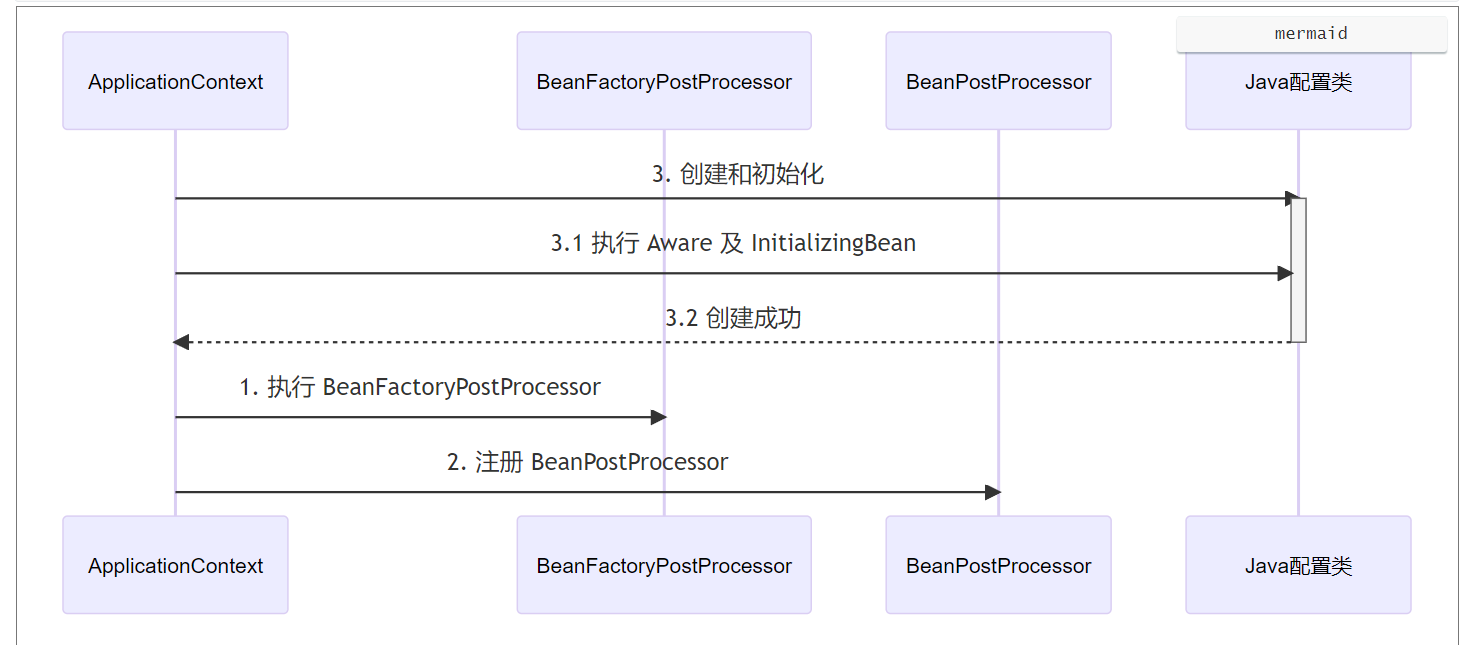 mermaid
ApplicationContext
BeanFactoryPostProcessor
BeanPostProcessor
Java配置类
3. 创建和初始化
3.1 执行 Aware 及 InitializingBean
3.2 创建成功
1. 执行 BeanFactoryPostProcessor
2. 注册 BeanPostProcessor
ApplicationContext
BeanFactoryPostProcessor
BeanPostProcessor
Java配置类